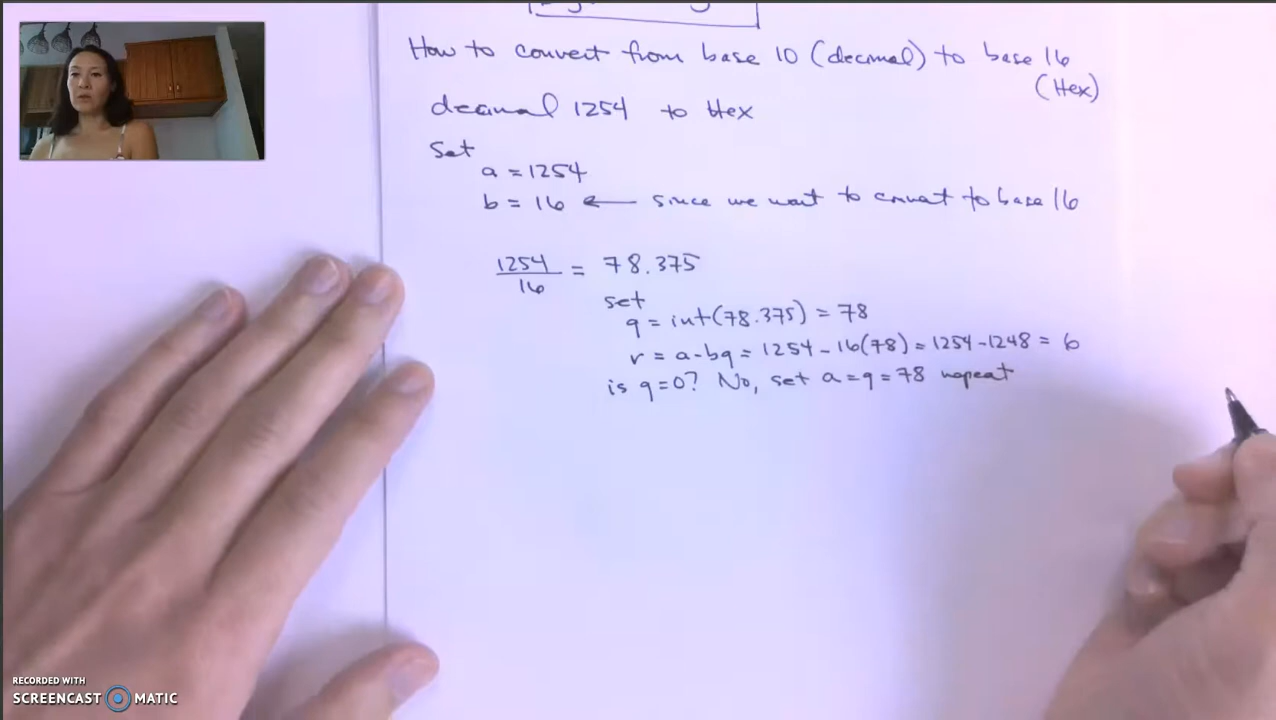 How to convert from base 10 (decimal) to base 16
(Hex)
decimal 1254 to Hex
Set
a = 1254
b = 16 ← since we want to convert to base 16
1254/16 = 78.375
set
q = int(78.375) = 78
r = a - bq = 1254 - 16(78) = 1254 - 1248 = 6
is q = 0? No, set a = q = 78 repeat
RECORDED WITH
SCREENCAST MATIC